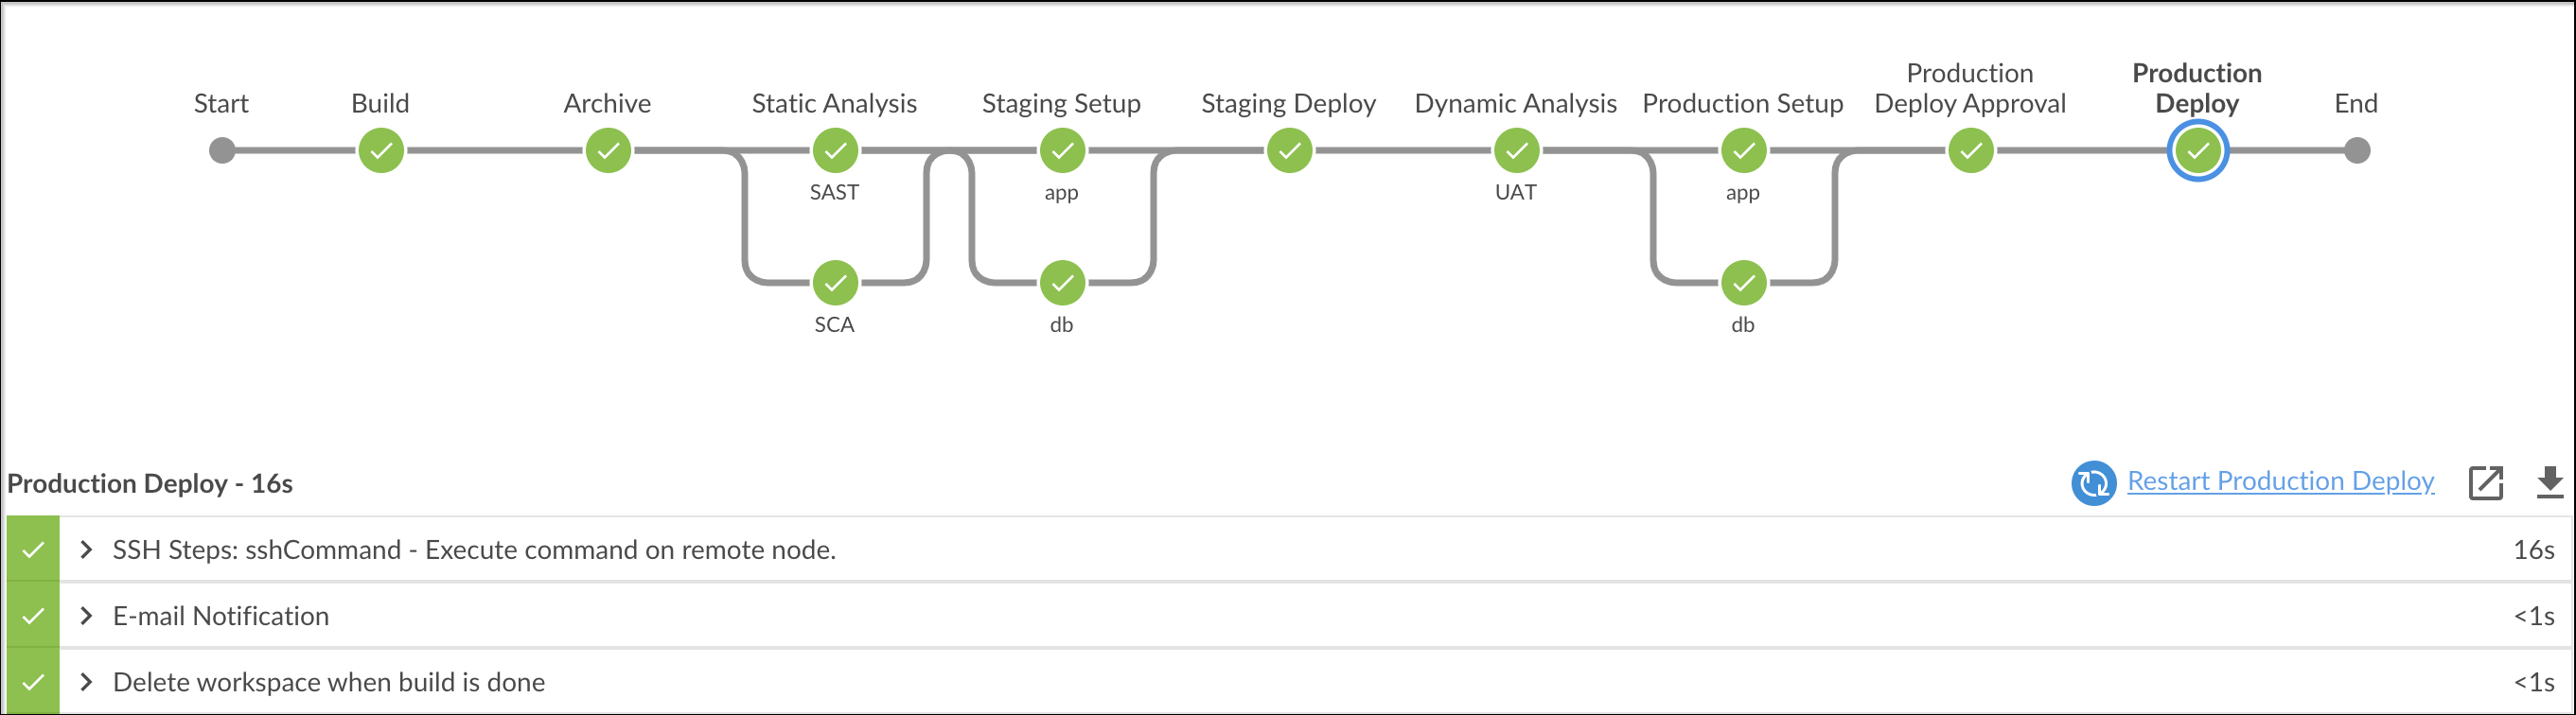 Start
Build
Archive
Static Analysis
Staging Setup
Staging Deploy
Dynamic Analysis
Production Setup
Production
Deploy Approval
Production
Deploy
End
SAST
app
UAT
app
SCA
db
db
Production Deploy - 16s
Restart Production Deploy
SSH Steps: sshCommand - Execute command on remote node.
16s
E-mail Notification
<1s
Delete workspace when build is done
<1s